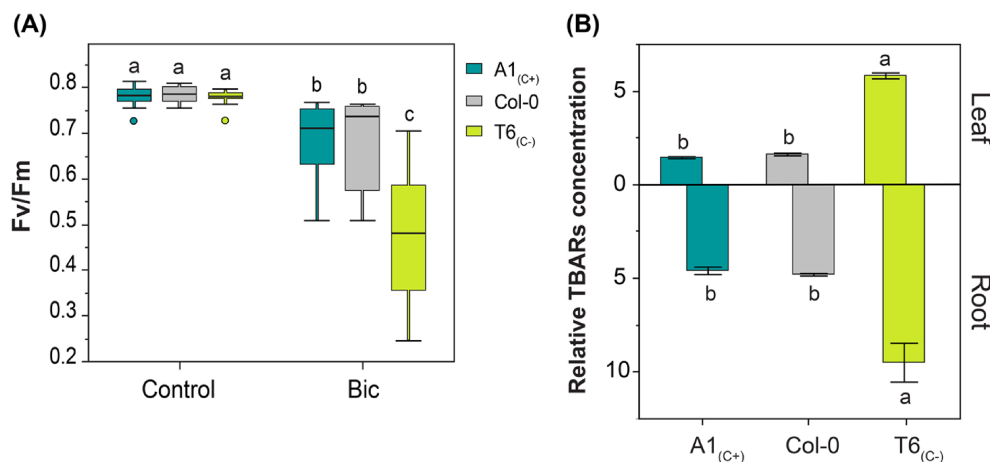 (A)
Fv/Fm
0.8
0.7
0.6
0.5
0.4
0.3
0.2
a a a
b b c
Control Bic
A1(C+)
Col-0
T6(C-)
(B)
Relative TBARs concentration
5
0
5
10
b b a
b b a
Leaf
Root
A1(C+) Col-0 T6(C-)